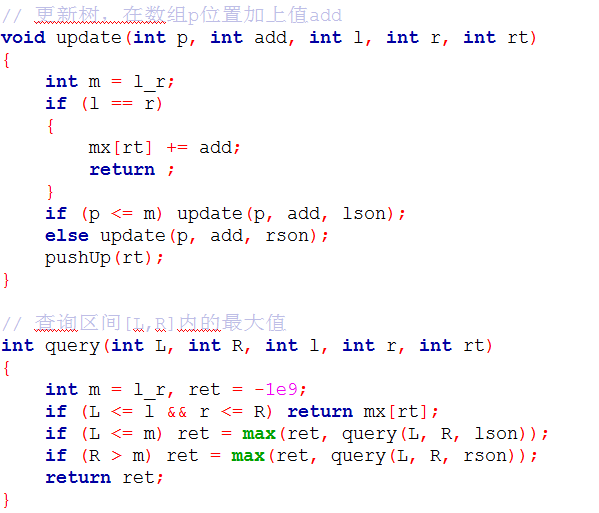 // 更新树，在数组p位置加上值add
void update(int p, int add, int l, int r, int rt)
{
    int m = l_r;
    if (l == r)
    {
        mx[rt] += add;
        return ;
    }
    if (p <= m) update(p, add, lson);
    else update(p, add, rson);
    pushUp(rt);
}

// 查询区间[L,R]内的最大值
int query(int L, int R, int l, int r, int rt)
{
    int m = l_r, ret = -1e9;
    if (L <= l && r <= R) return mx[rt];
    if (L <= m) ret = max(ret, query(L, R, lson));
    if (R > m) ret = max(ret, query(L, R, rson));
    return ret;
}